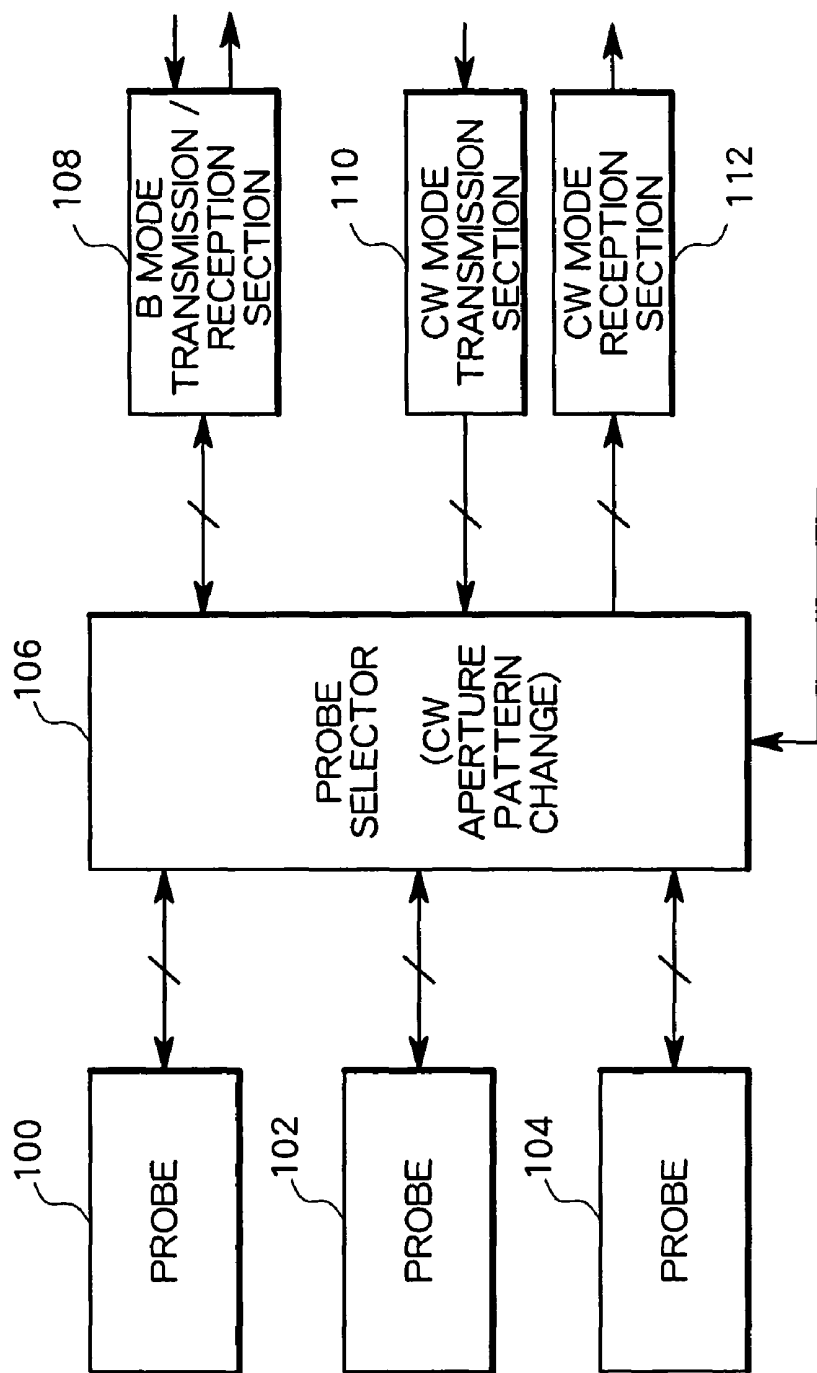 100
PROBE
102
PROBE
104
PROBE
106
PROBE
SELECTOR
(CW
APERTURE
PATTERN
CHANGE)
108
B MODE
TRANSMISSION /
RECEPTION
SECTION
110
CW MODE
TRANSMISSION
SECTION
CW MODE
RECEPTION
SECTION
112